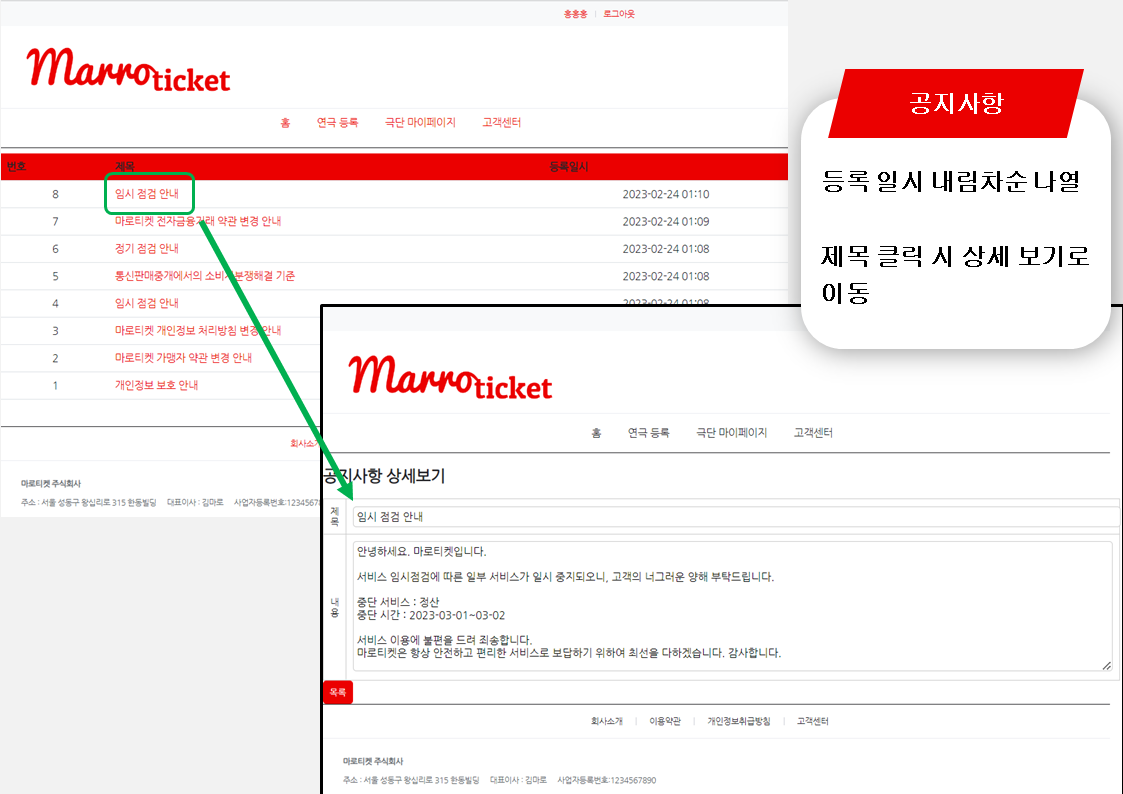 홍홍홍 | 로그아웃
Marroticket
홈 연극 등록 극단 마이페이지 고객센터
번호 제목 등록일시
8 임시 점검 안내 2023-02-24 01:10
7 마로티켓 전자금융거래 약관 변경 안내 2023-02-24 01:09
6 정기 점검 안내 2023-02-24 01:08
5 통신판매중개에서의 소비자분쟁해결 기준 2023-02-24 01:08
4 임시 점검 안내 2023-02-24 01:08
3 마로티켓 개인정보 처리방침 변경 안내
2 마로티켓 가맹자 약관 변경 안내
1 개인정보 보호 안내
회사소개
마로티켓 주식회사
주소 : 서울 성동구 왕십리로 315 한동빌딩 대표이사 : 김마로 사업자등록번호:12345678
공지사항
등록 일시 내림차순 나열
제목 클릭 시 상세 보기로
이동
Marroticket
홈 연극 등록 극단 마이페이지 고객센터
공지사항 상세보기
제목 임시 점검 안내
내용
안녕하세요. 마로티켓입니다.
서비스 임시점검에 따른 일부 서비스가 일시 중지되오니, 고객의 너그러운 양해 부탁드립니다.
중단 서비스 : 정산
중단 시간 : 2023-03-01~03-02
서비스 이용에 불편을 드려 죄송합니다.
마로티켓은 항상 안전하고 편리한 서비스로 보답하기 위하여 최선을 다하겠습니다. 감사합니다.
목록
회사소개 | 이용약관 | 개인정보취급방침 | 고객센터
마로티켓 주식회사
주소 : 서울 성동구 왕십리로 315 한동빌딩 대표이사 : 김마로 사업자등록번호:1234567890